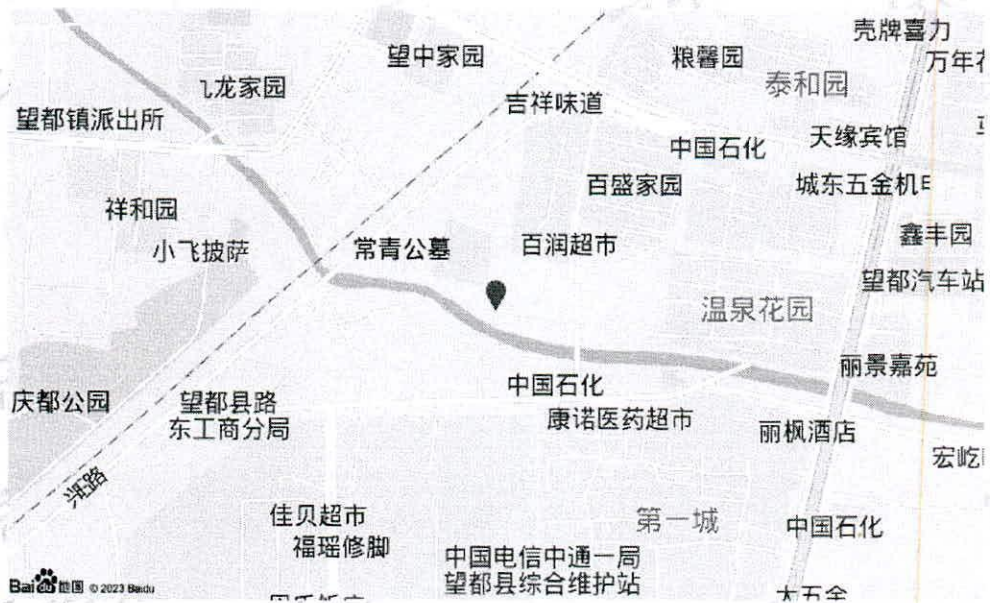 壳牌喜力
望中家园
粮馨园
万年
龙家园
泰和园
吉祥味道
望都镇派出所
天缘宾馆
中国石化
百盛家园
城东五金机
祥和园
鑫丰园
小飞披萨
常青公墓
百润超市
望都汽车站
温泉花园
丽景嘉苑
中国石化
庆都公园
望都县路
东工商分局
康诺医药超市
丽枫酒店
宏屹
佳贝超市
第一城
中国石化
福瑶修脚
中国电信中通一局
望都县综合维护站
Bai 地图 © 2023 Baidu
五金